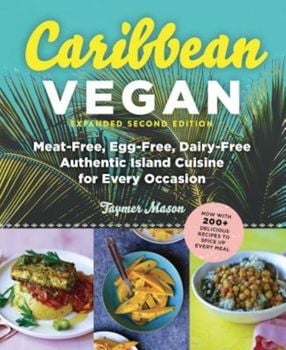 Caribbean
VEGAN
EXPANDED SECOND EDITION
Meat-Free, Egg-Free, Dairy-Free
Authentic Island Cuisine
for Every Occasion
Taymer Mason
NOW WITH
200+
DELICIOUS
RECIPES TO
SPICE UP
EVERY MEAL